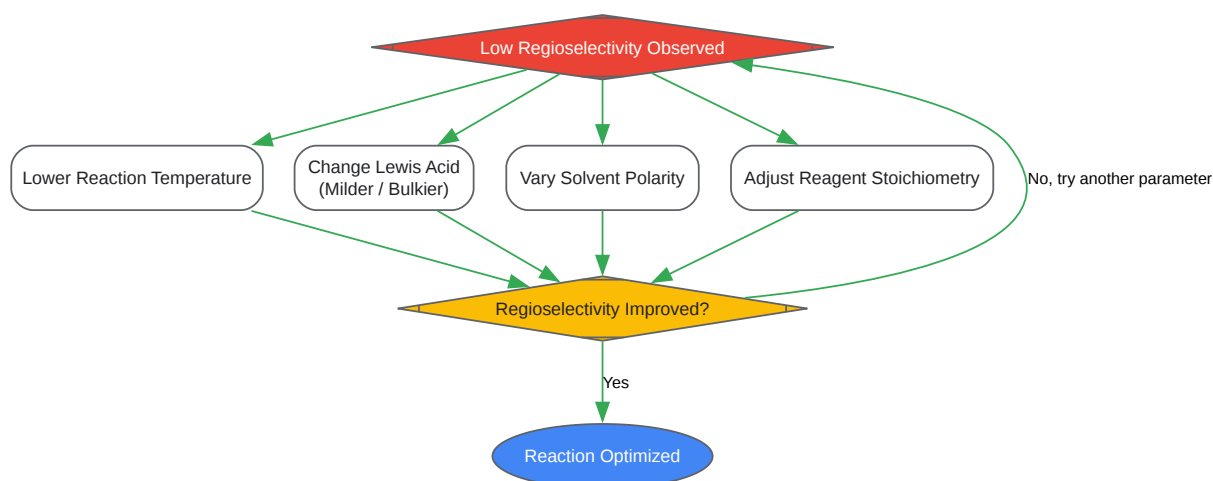 Low Regioselectivity Observed
Lower Reaction Temperature
Change Lewis Acid
(Milder / Bulkier)
Vary Solvent Polarity
Adjust Reagent Stoichiometry
No, try another parameter
Regioselectivity Improved?
Yes
Reaction Optimized